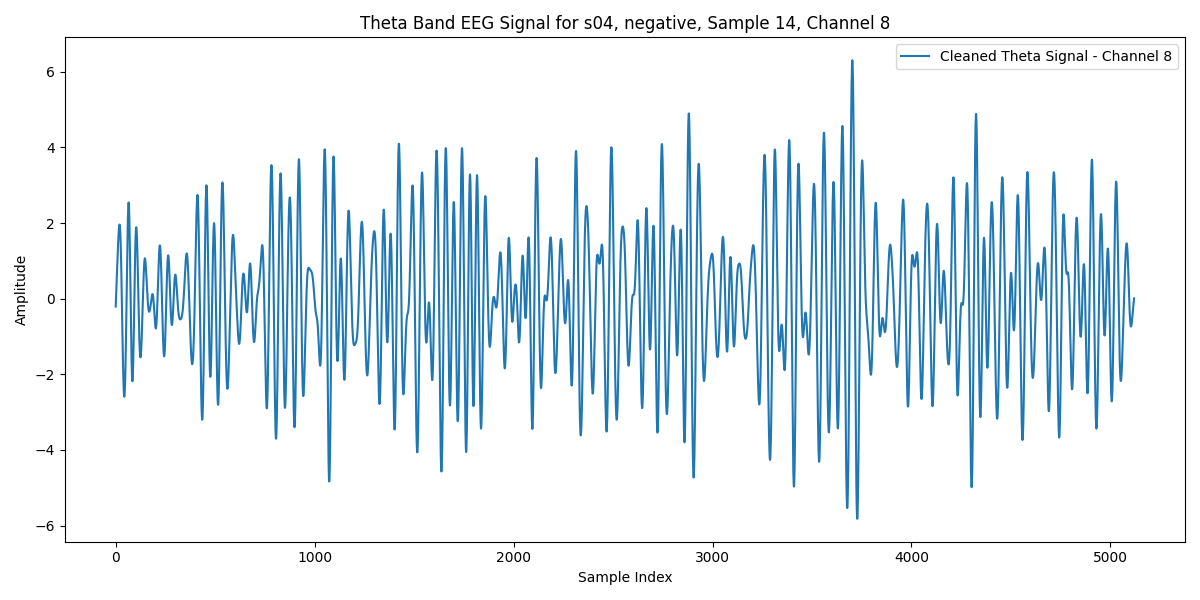 Theta Band EEG Signal for s04, negative, Sample 14, Channel 8
Cleaned Theta Signal - Channel 8
Amplitude
6
4
2
0
−2
−4
−6
0 1000 2000 3000 4000 5000
Sample Index